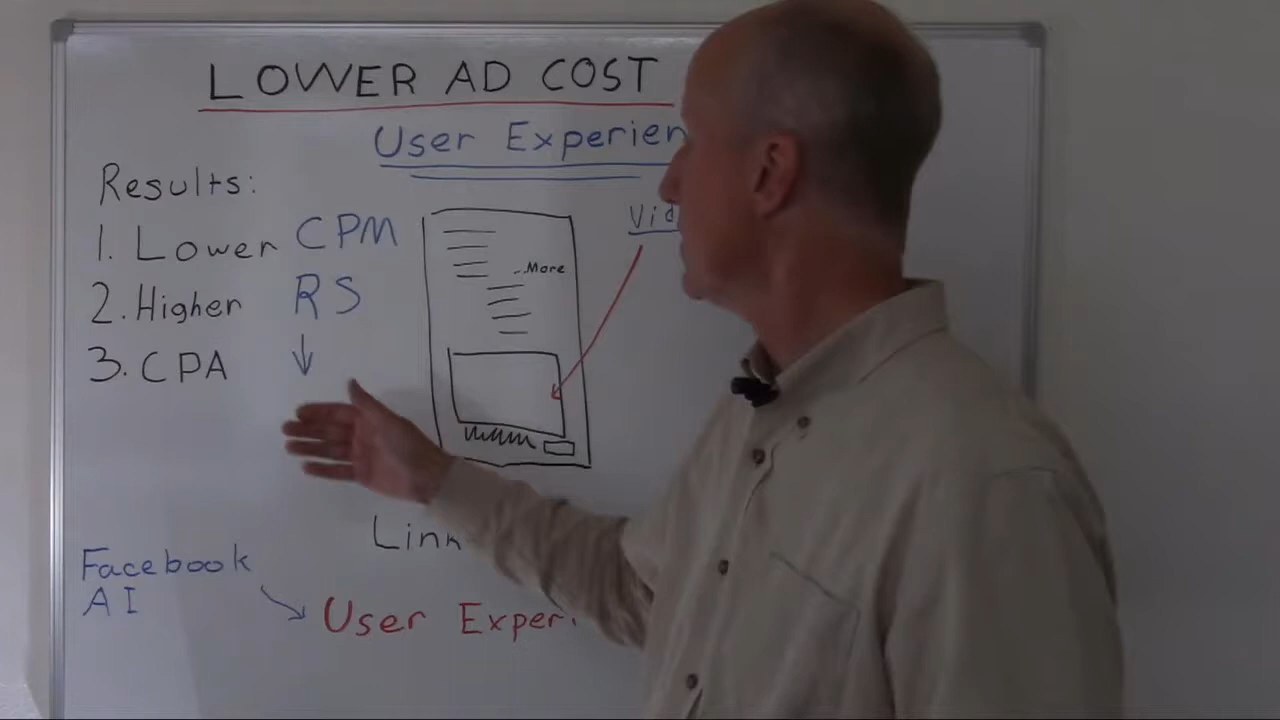 LOWER AD COST
User Experien
Results:
1. Lower CPM
2. Higher RS
3. CPA ↓
Vid
...More
Link
Facebook
AI
User Exper